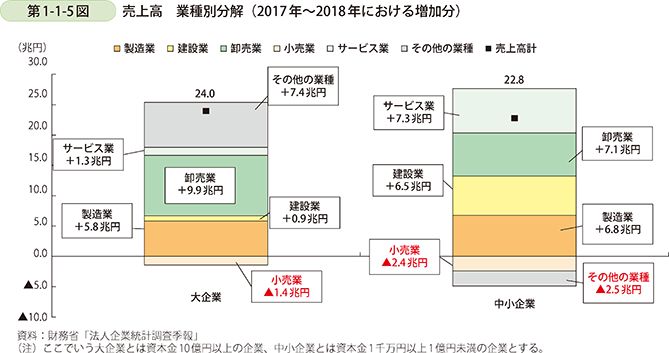 第1-1-5図 売上高 業種別分解（2017年～2018年における増加分）
（兆円）
製造業 建設業 卸売業 小売業 サービス業 その他の業種 売上高計
30.0
25.0
20.0
15.0
10.0
5.0
0.0
▲5.0
▲10.0
24.0
その他の業種
+7.4兆円
サービス業
+1.3兆円
卸売業
+9.9兆円
建設業
+0.9兆円
製造業
+5.8兆円
小売業
▲1.4兆円
大企業
22.8
サービス業
+7.3兆円
卸売業
+7.1兆円
建設業
+6.5兆円
製造業
+6.8兆円
小売業
▲2.4兆円
その他の業種
▲2.5兆円
中小企業
資料：財務省「法人企業統計調査季報」
（注） ここでいう大企業とは資本金10億円以上の企業、中小企業とは資本金1千万円以上1億円未満の企業とする。